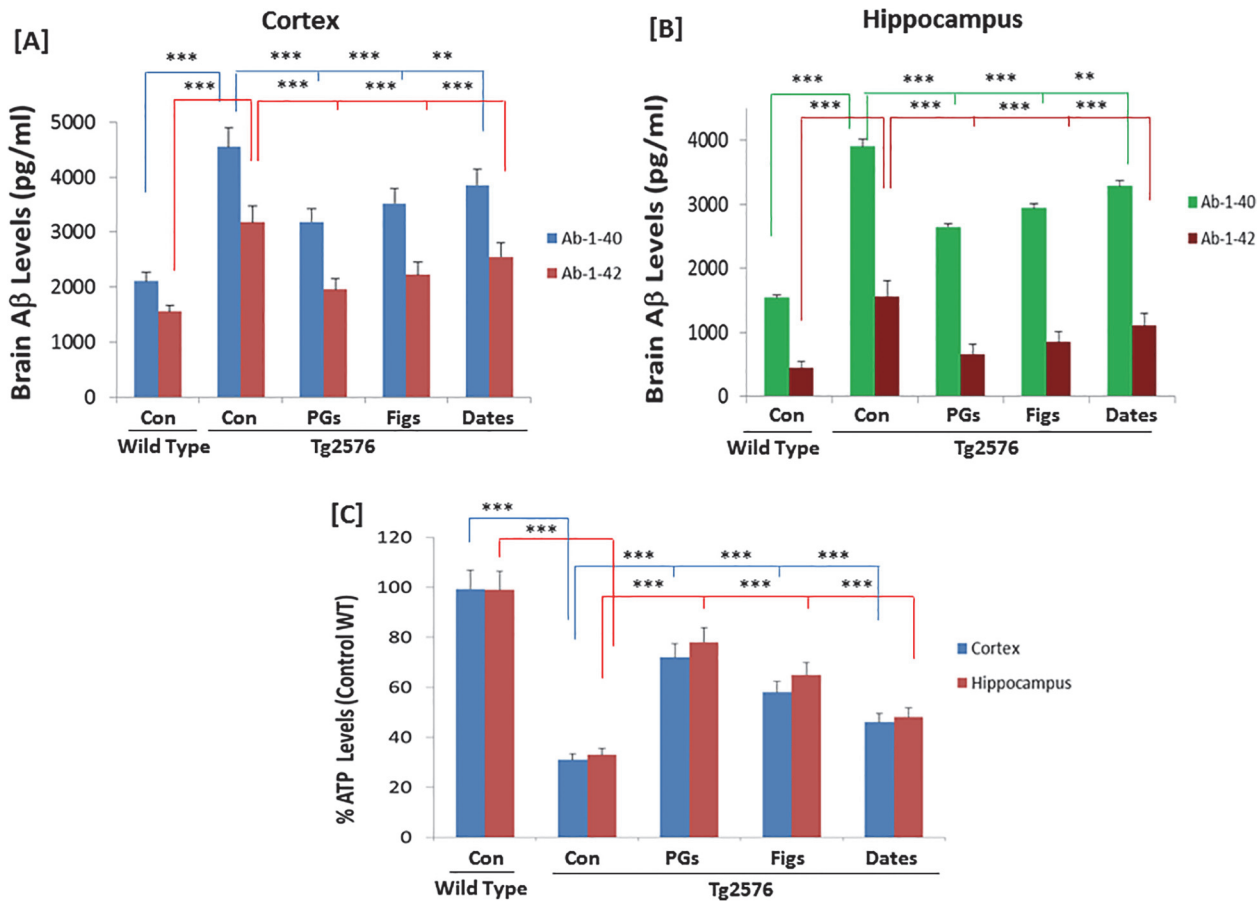 Cortex
[A]
*** *** *** **
*** *** *** ***
Brain Aβ Levels (pg/ml)
5000
4000
3000
2000
1000
0
Ab-1-40
Ab-1-42
Con Con PGs Figs Dates
Wild Type Tg2576
Hippocampus
[B]
*** *** *** **
*** *** *** ***
Brain Aβ Levels (pg/ml)
4000
3000
2000
1000
0
Ab-1-40
Ab-1-42
Con Con PGs Figs Dates
Wild Type Tg2576
[C]
***
***
*** *** ***
*** *** ***
% ATP Levels (Control WT)
120
100
80
60
40
20
0
Cortex
Hippocampus
Con Con PGs Figs Dates
Wild Type Tg2576